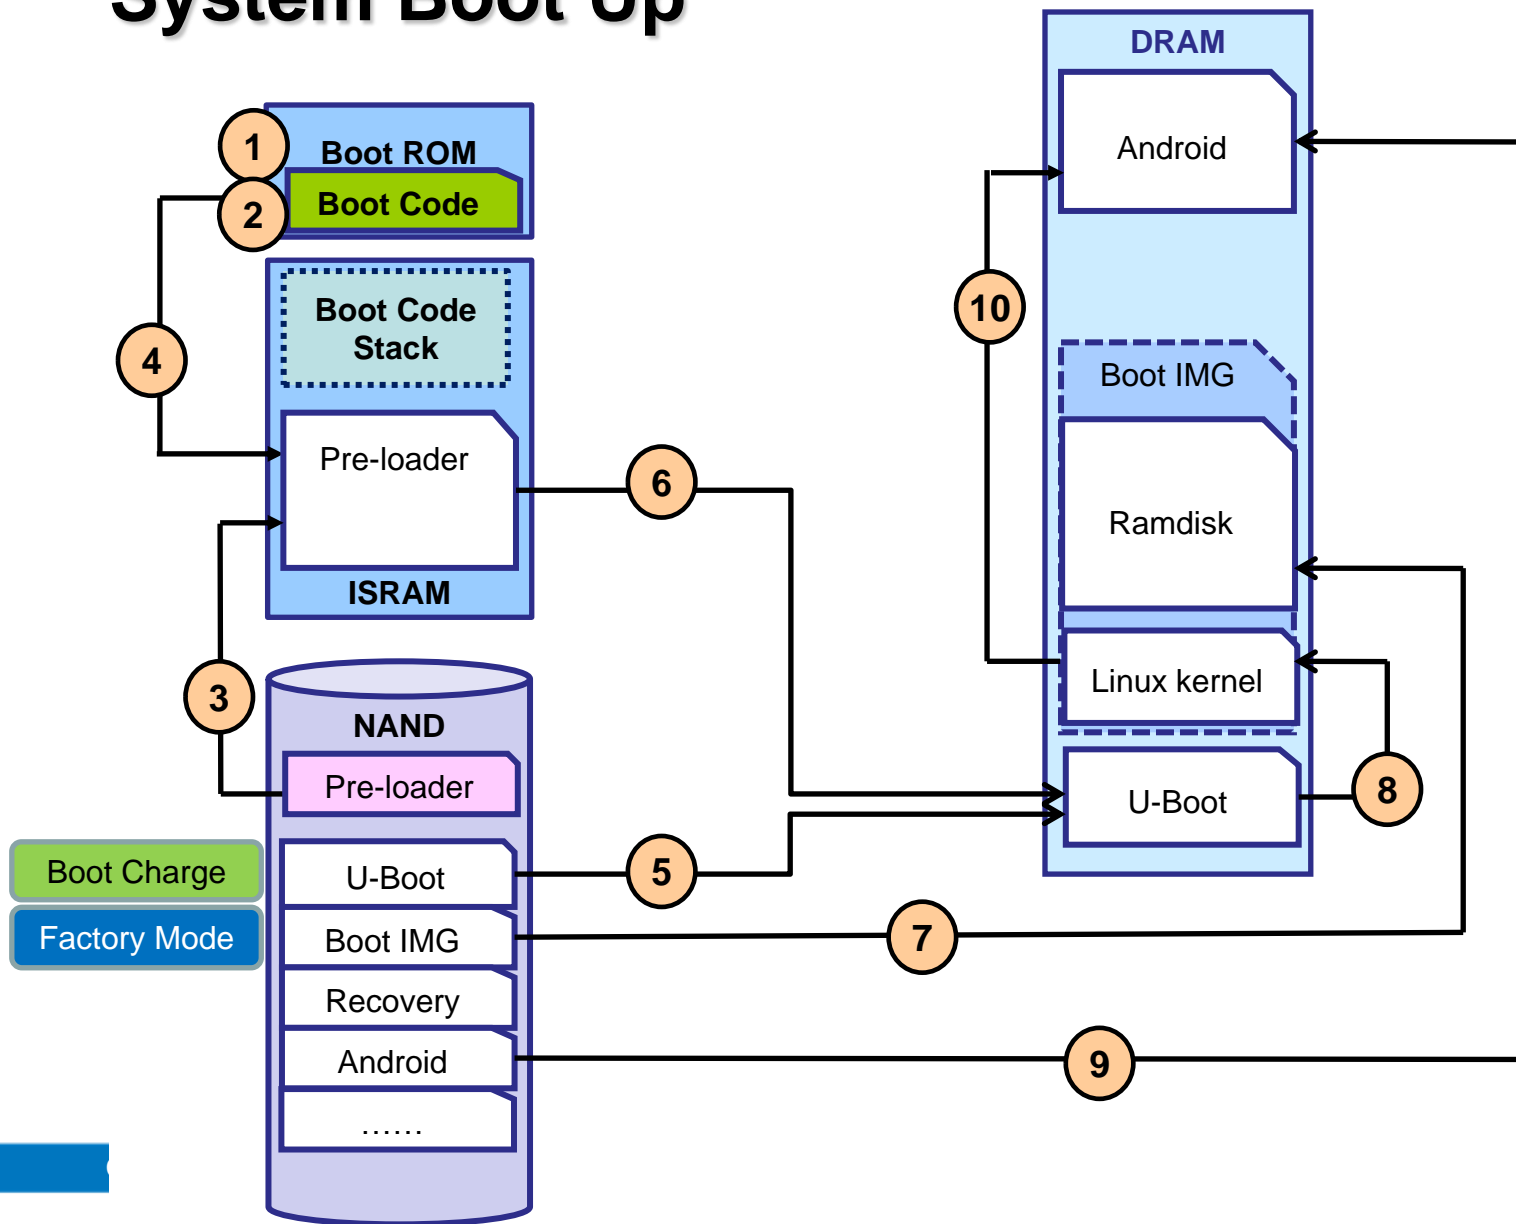 System Boot Up
1
Boot ROM
2
Boot Code
Boot Code
Stack
4
Pre-loader
ISRAM
6
3
NAND
Pre-loader
Boot Charge
U-Boot
5
Factory Mode
Boot IMG
7
Recovery
Android
9
......
DRAM
Android
10
Boot IMG
Ramdisk
Linux kernel
U-Boot
8